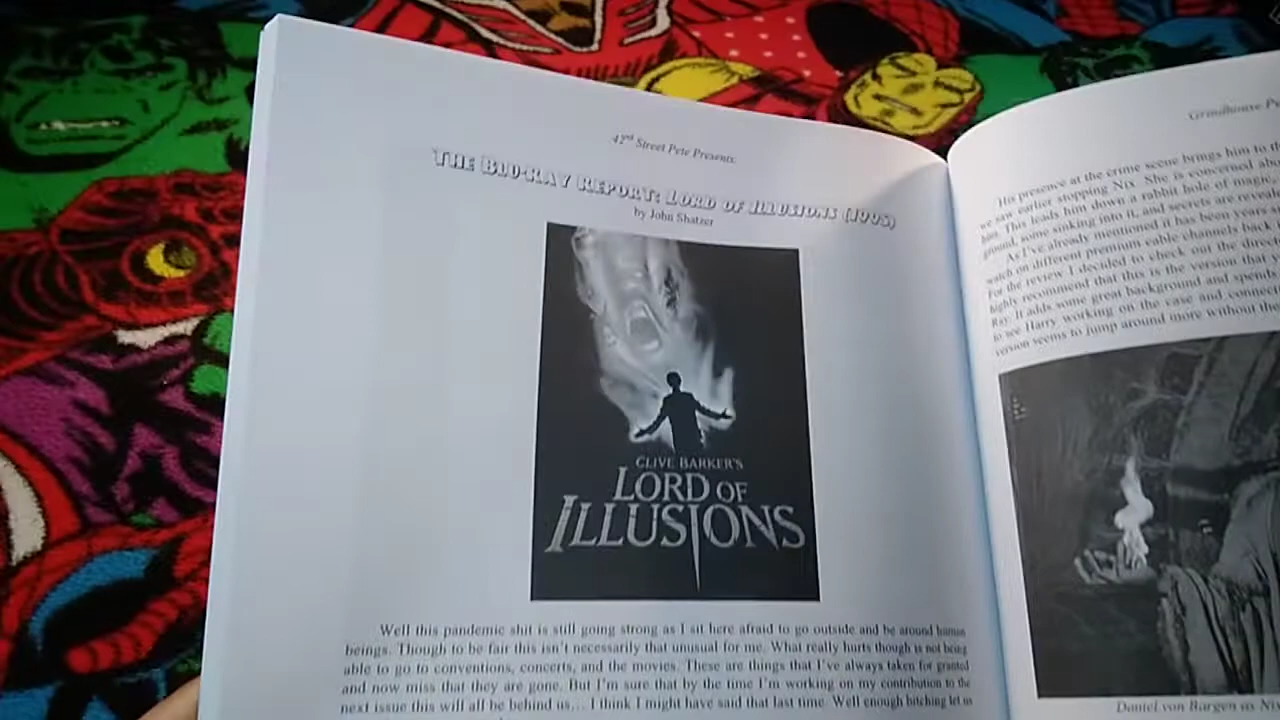 42nd Street Pete Presents:
The Blu-Ray Report: Lord of Illusions (1995)
by John Shatzer
CLIVE BARKER'S
LORD OF
ILLUSIONS
Well this pandemic shit is still going strong as I sit here afraid to go outside and be around human
beings. Though to be fair this isn't necessarily that unusual for me. What really hurts though is not being
able to go to conventions, concerts, and the movies. These are things that I've always taken for granted
and now miss that they are gone. But I'm sure that by the time I'm working on my contribution to the
next issue this will all be behind us… I think I might have said that last time. Well enough bitching let us
Grindhouse
His presence at the crime scene brings him to
we saw earlier stopping Nix. She is concerned
him. This leads him down a rabbit hole of magic,
ground, some sinking into it, and secrets are
As I've already mentioned it has been years
watch on different premium cable channels back
For the review I decided to check out the
highly recommend that this is the version that
Ray. It adds some great background and spends
to see Harry working on the case and
version seems to jump around more without
Daniel von Bargen as Nix